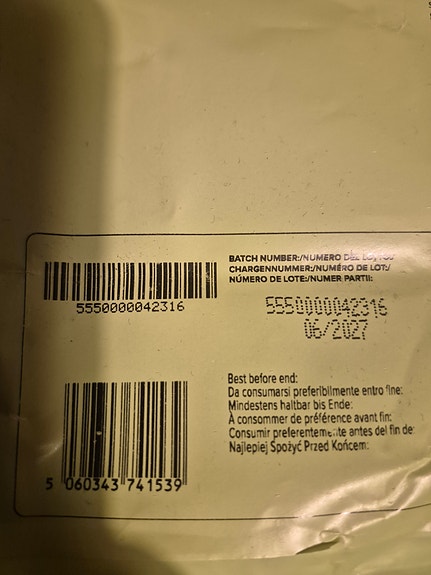 BATCH NUMBER:/NUMERO DEL LOTTO:
CHARGENNUMMER:/NUMÉRO DE LOT:/
NÚMERO DE LOTE:/NUMER PARTII:
5550000042316
5550000042316
06/2027
Best before end:
Da consumarsi preferibilmente entro fine:
Mindestens haltbar bis Ende:
À consommer de préférence avant fin:
Consumir preferentemente antes del fin de:
Najlepiej Spożyć Przed Końcem:
5 060343 741539